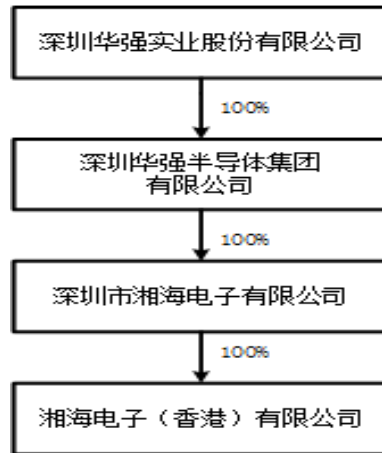 深圳华强实业股份有限公司
100%
深圳华强半导体集团
有限公司
100%
深圳市湘海电子有限公司
100%
湘海电子（香港）有限公司